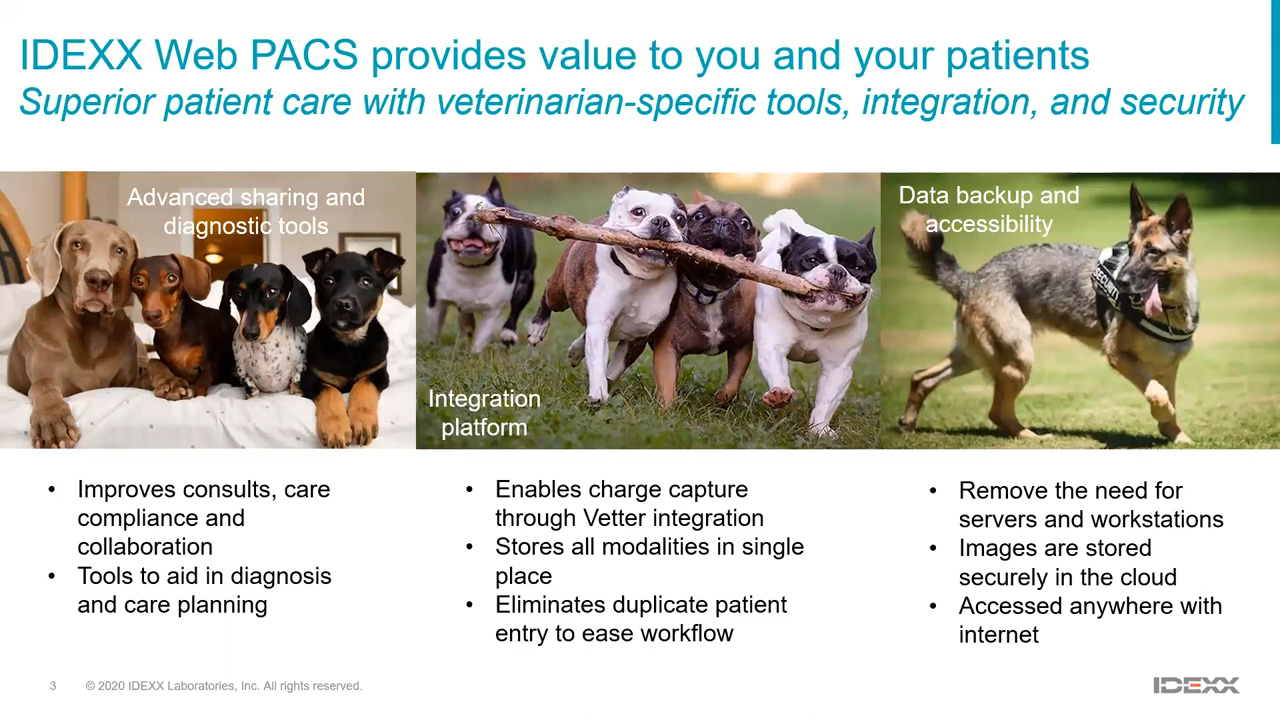 IDEXX Web PACS provides value to you and your patients
Superior patient care with veterinarian-specific tools, integration, and security
Advanced sharing and
diagnostic tools
Integration
platform
Data backup and
accessibility
SECURITY
• Improves consults, care
compliance and
collaboration
• Tools to aid in diagnosis
and care planning
• Enables charge capture
through Vetter integration
• Stores all modalities in single
place
• Eliminates duplicate patient
entry to ease workflow
• Remove the need for
servers and workstations
• Images are stored
securely in the cloud
• Accessed anywhere with
internet
3 © 2020 IDEXX Laboratories, Inc. All rights reserved.
IDEXX